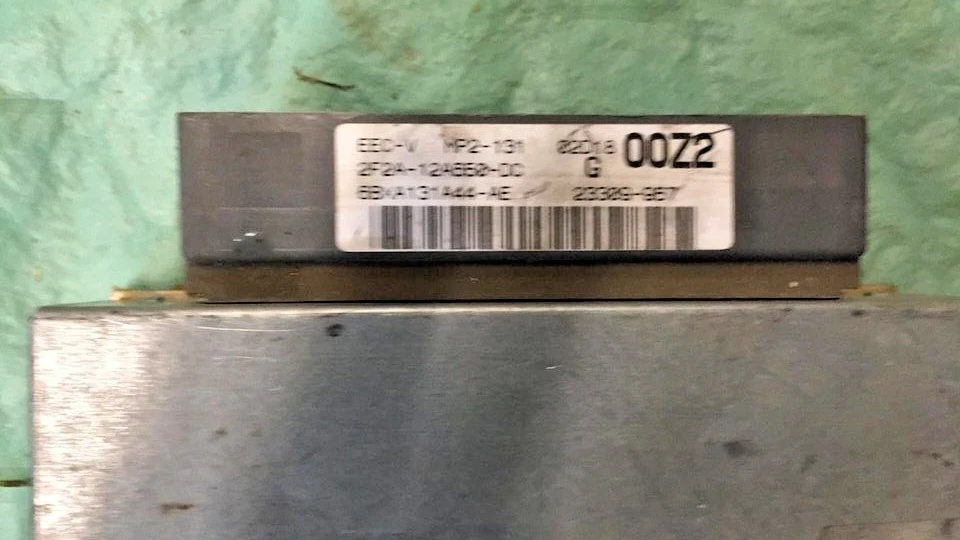 EEC-V MP2-131 02D18 00Z2
2F2A-12A650-DC G
6BXA131A44-AE 23309-967